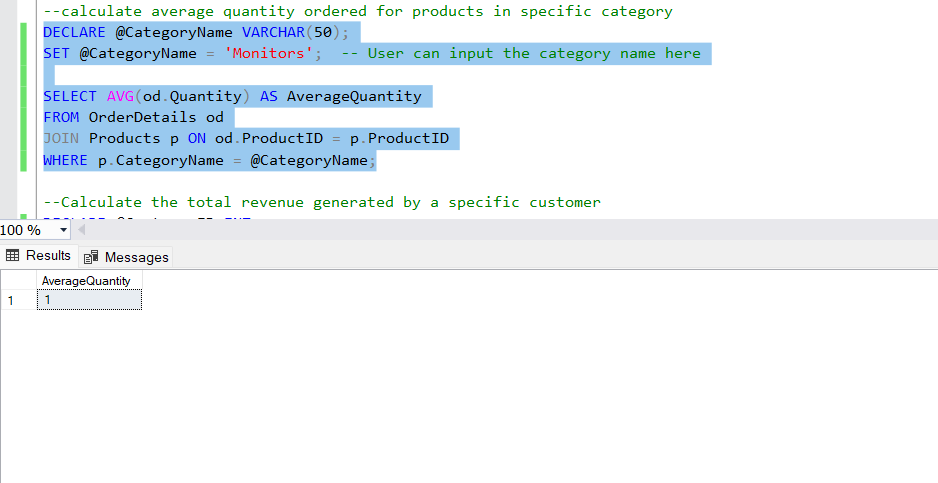 --calculate average quantity ordered for products in specific category
DECLARE @CategoryName VARCHAR(50);
SET @CategoryName = 'Monitors';  -- User can input the category name here
SELECT AVG(od.Quantity) AS AverageQuantity
FROM OrderDetails od
JOIN Products p ON od.ProductID = p.ProductID
WHERE p.CategoryName = @CategoryName;
--Calculate the total revenue generated by a specific customer
100 %
Results Messages
AverageQuantity
1 1